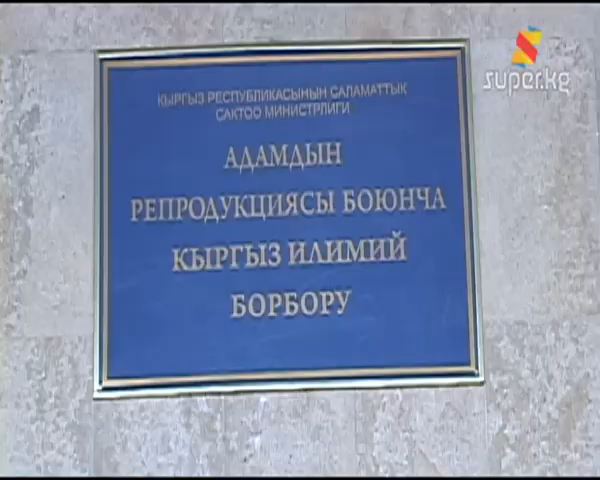 super.kg
КЫРГЫЗ РЕСПУБЛИКАСЫНЫН САЛАМАТТЫК
САКТОО МИНИСТРЛИГИ
АДАМДЫН
РЕПРОДУКЦИЯСЫ БОЮНЧА
КЫРГЫЗ ИЛИМИЙ
БОРБОРУ